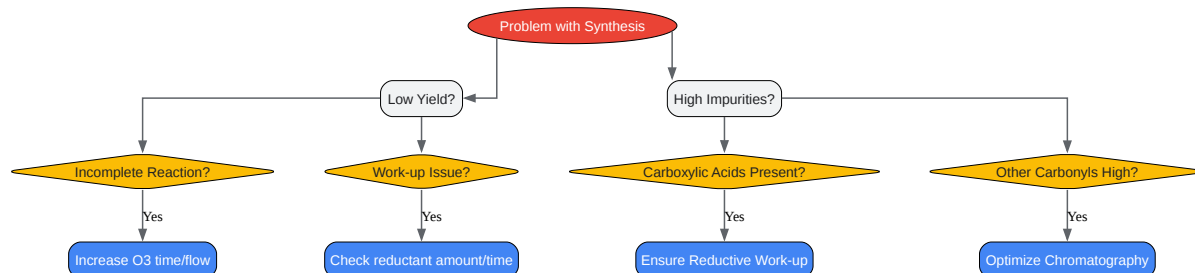 Problem with Synthesis
Low Yield?
High Impurities?
Incomplete Reaction?
Work-up Issue?
Carboxylic Acids Present?
Other Carbonyls High?
Yes
Yes
Yes
Yes
Increase O3 time/flow
Check reductant amount/time
Ensure Reductive Work-up
Optimize Chromatography